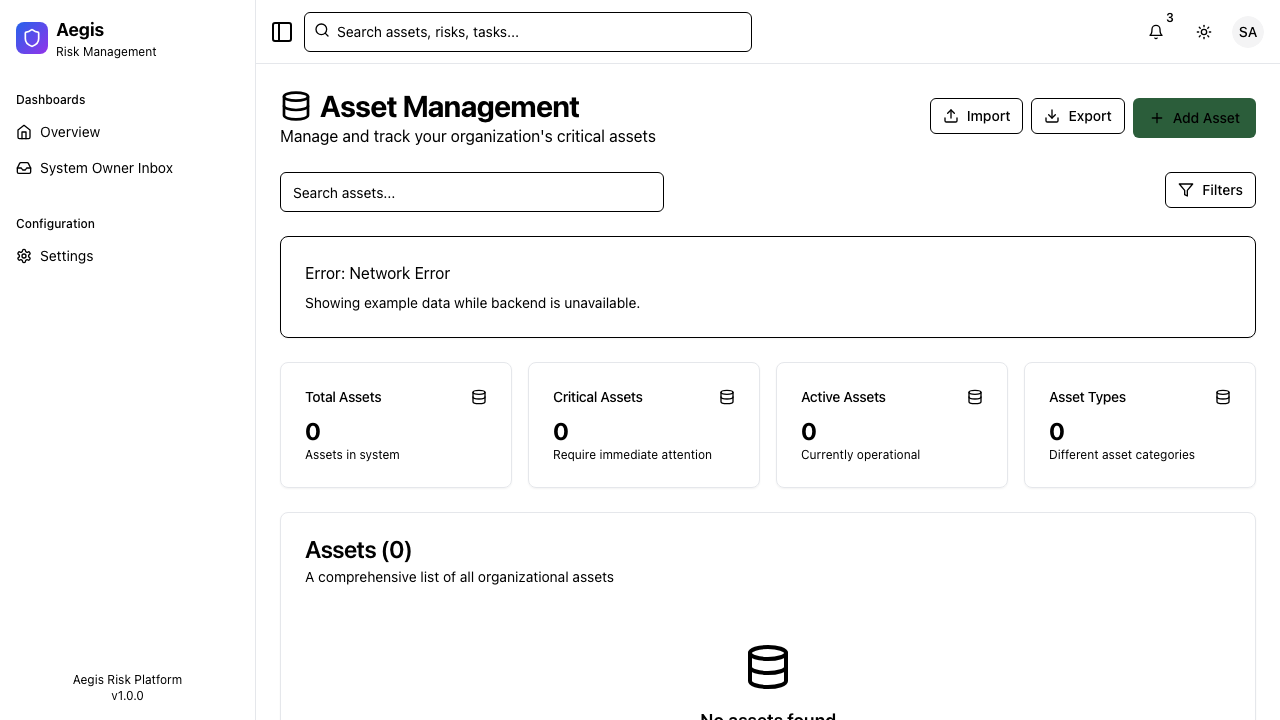 Aegis
Risk Management
Dashboards
Overview
System Owner Inbox
Configuration
Settings
Aegis Risk Platform
v1.0.0
Search assets, risks, tasks...
3
SA
Asset Management
Manage and track your organization's critical assets
Import
Export
Add Asset
Search assets...
Filters
Error: Network Error
Showing example data while backend is unavailable.
Total Assets
0
Assets in system
Critical Assets
0
Require immediate attention
Active Assets
0
Currently operational
Asset Types
0
Different asset categories
Assets (0)
A comprehensive list of all organizational assets
No assets found